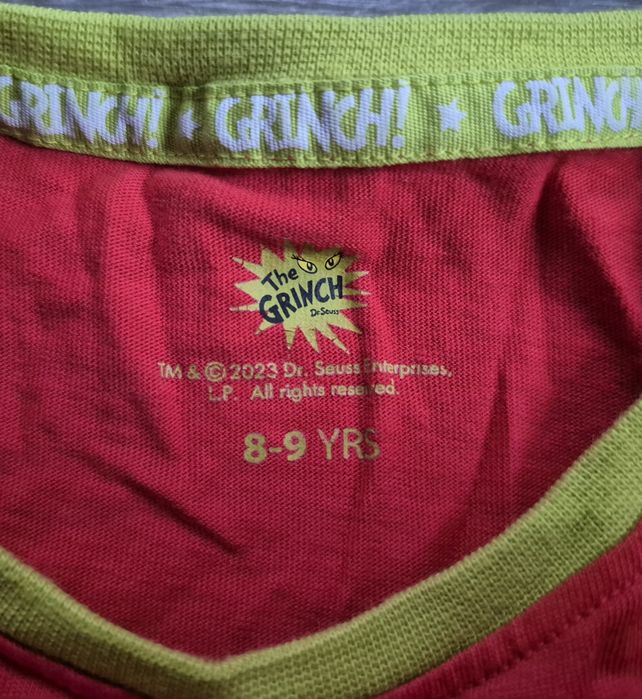 GRINCH! ★ GRINCH! ★ GRINCH
The
GRINCH
Dr. Seuss
TM & © 2023 Dr. Seuss Enterprises,
L.P. All rights reserved.
8-9 YRS